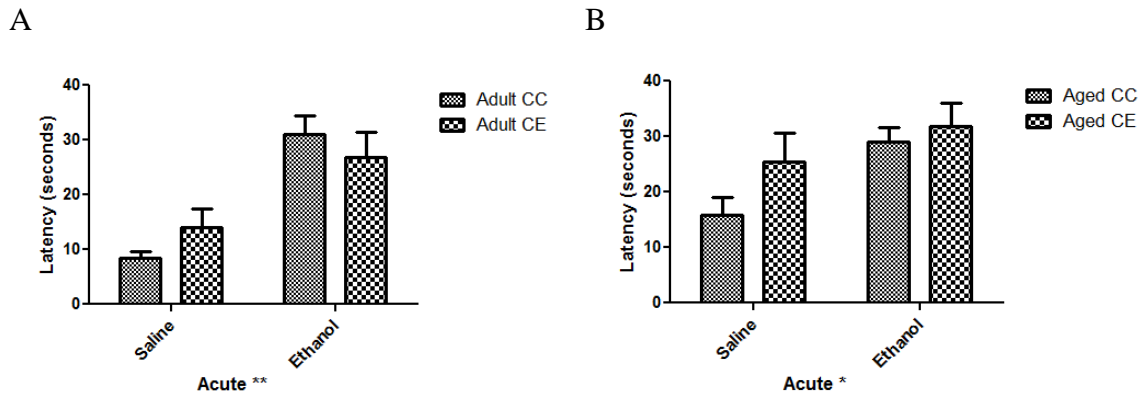 A
Latency (seconds)
40
30
20
10
0
Saline
Ethanol
Acute **
Adult CC
Adult CE
B
Latency (seconds)
40
30
20
10
0
Saline
Ethanol
Acute *
Aged CC
Aged CE